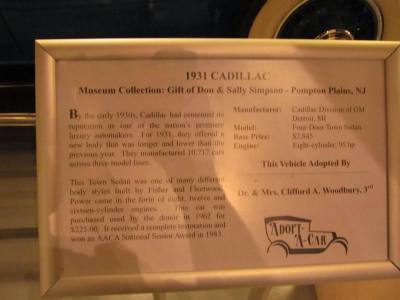 1931 CADILLAC
Museum Collection: Gift of Don & Sally Simpson - Pompton Plains, NJ
By the early 1930s, Cadillac had cemented its
reputation as one of the nation's premiere
luxury automakers. For 1931, they offered a
new body than was longer and lower than the
previous year. They manufactured 10,717 cars
across three model lines.
This Town Sedan was one of many different
body styles built by Fisher and Fleetwood.
Power came in the form of eight, twelve and
sixteen-cylinder engines. This car was
purchased used by the donor in 1962 for
$225.00. It received a complete restoration and
won an AACA National Senior Award in 1983.
Manufacturer: Cadillac Division of GM
Detroit, MI
Model: Four-Door Town Sedan
Base Price: $2,845
Engine: Eight-cylinder, 95 hp
This Vehicle Adopted By
Dr. & Mrs. Clifford A. Woodbury, 3rd
ADOPT-
A-CAR